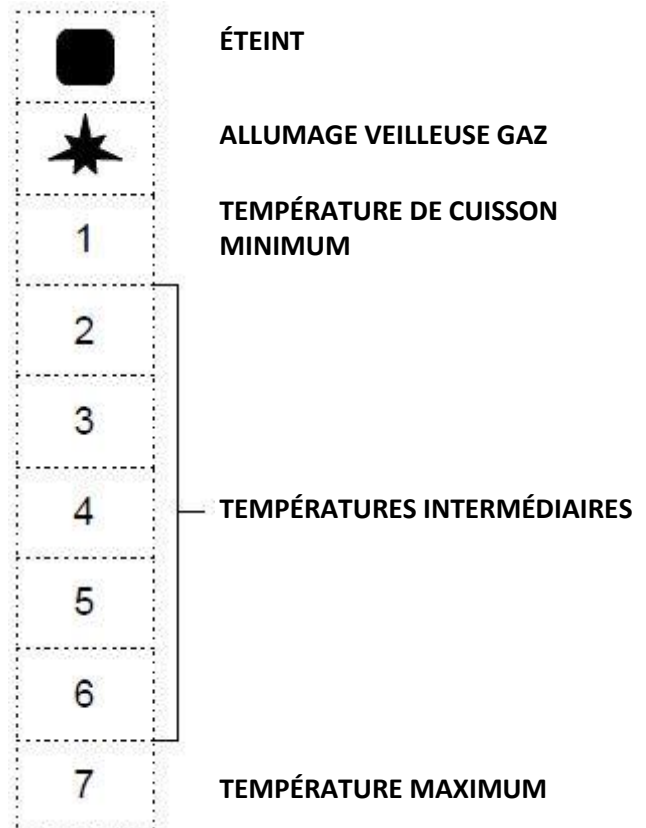 ÉTEINT
ALLUMAGE VEILLEUSE GAZ
TEMPÉRATURE DE CUISSON
MINIMUM
1
2
3
4
TEMPÉRATURES INTERMÉDIAIRES
5
6
7
TEMPÉRATURE MAXIMUM